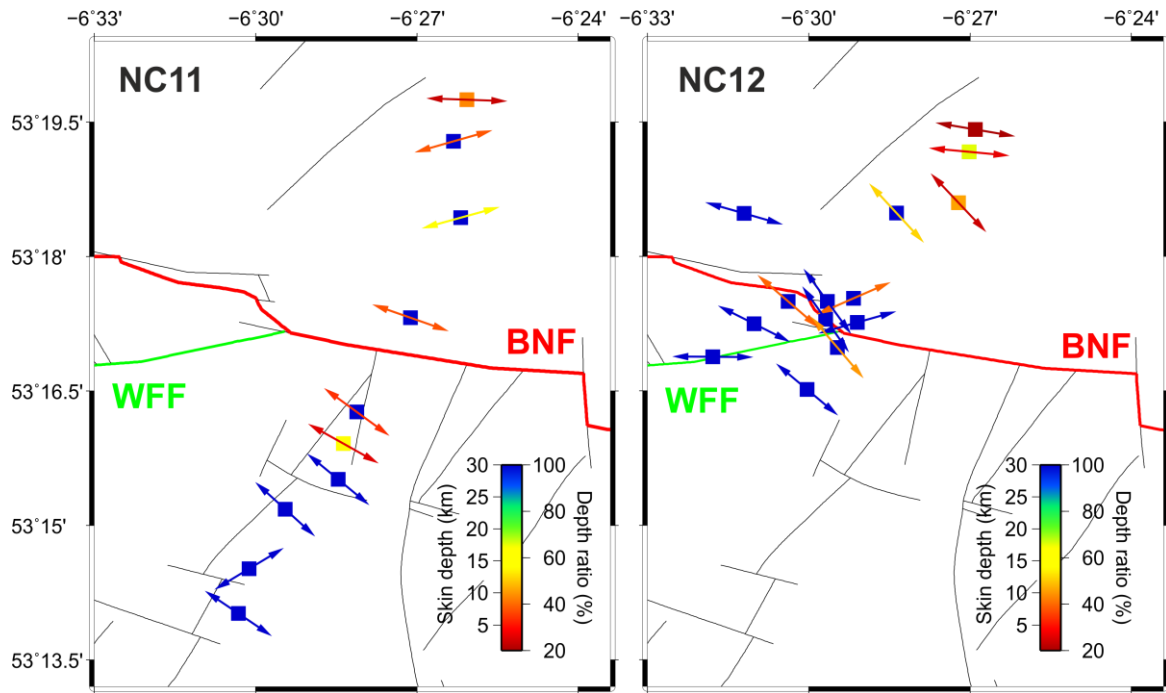 −6˚33' −6˚30' −6˚27' −6˚24' −6˚33' −6˚30' −6˚27' −6˚24'
NC11 NC12
53˚19.5'
53˚18'
BNF BNF
53˚16.5'
WFF WFF
30 100 30 100
25 25
20 80 20 80
15 60 15 60
10 10
40 40
5 5
20 20
Skin depth (km) Depth ratio (%) Skin depth (km) Depth ratio (%)
53˚15'
53˚13.5'